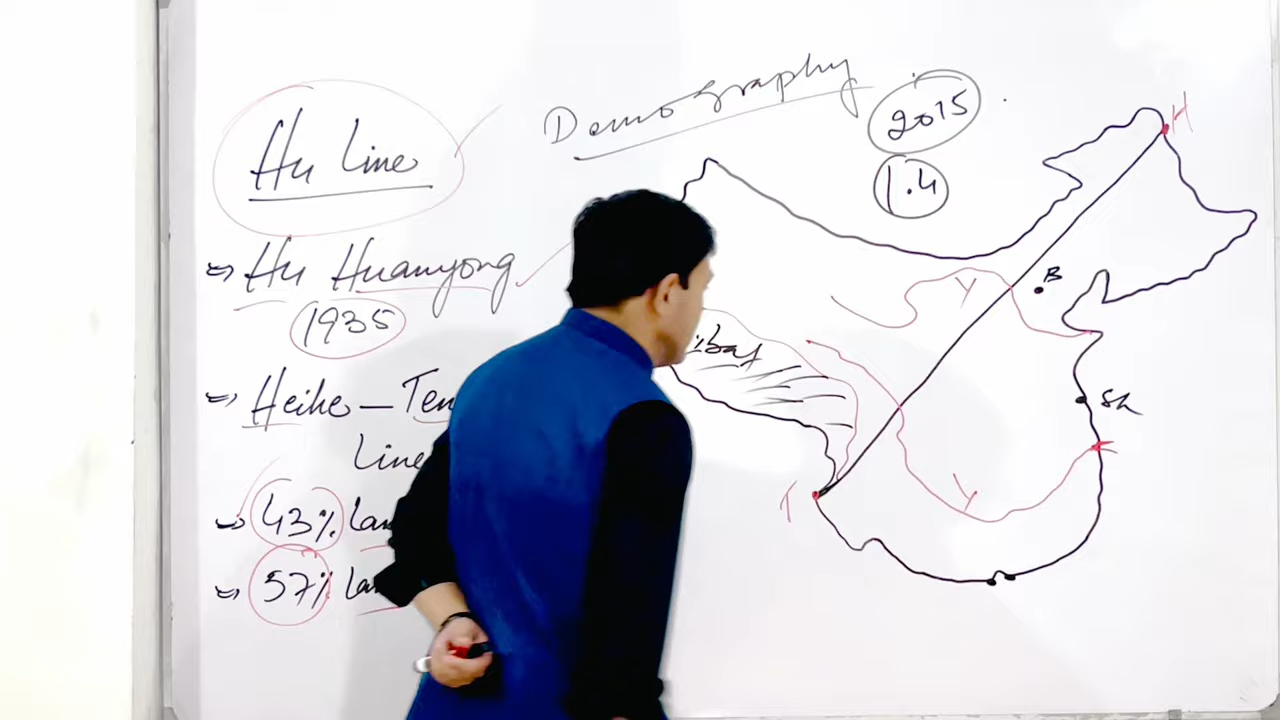 Demography
2015
1.4
Hu Line
⇒ Hu Huanyong
1935
⇒ Heihe - Ten
Line
→ 43% Lan
⇒ 57% Lan
H
B
Y
Sh
T
Y